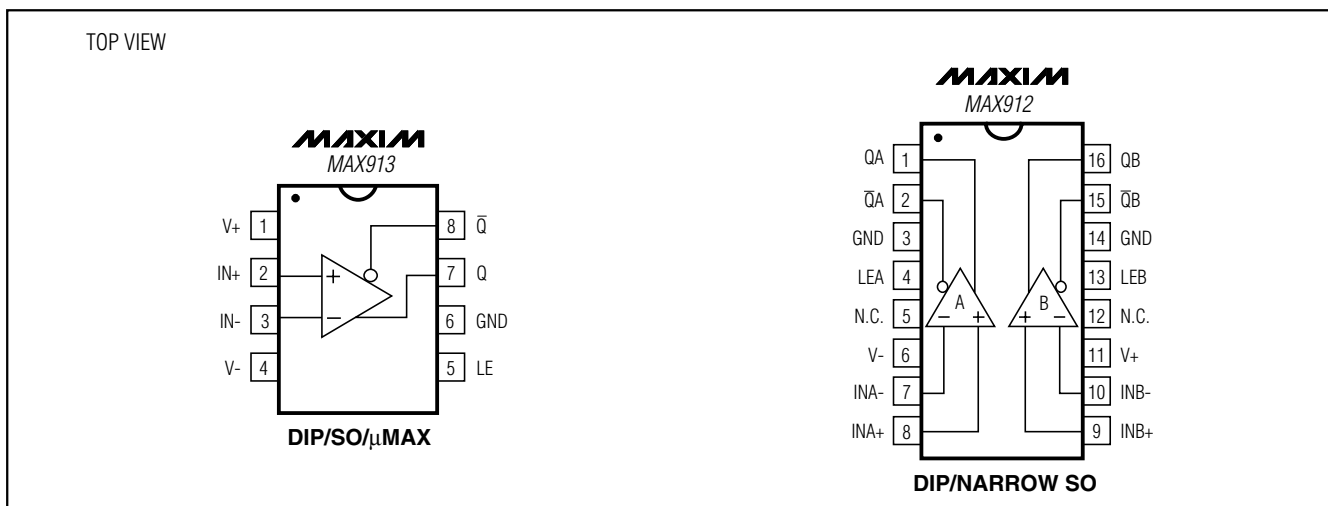 TOP VIEW
MAXIM
MAX913
V+ 1
IN+ 2
IN- 3
V- 4
8 Q̅
7 Q
6 GND
5 LE
+
−
DIP/SO/µMAX
MAXIM
MAX912
QA 1
Q̅A 2
GND 3
LEA 4
N.C. 5
V- 6
INA- 7
INA+ 8
16 QB
15 Q̅B
14 GND
13 LEB
12 N.C.
11 V+
10 INB-
9 INB+
A
− +
B
+ −
DIP/NARROW SO